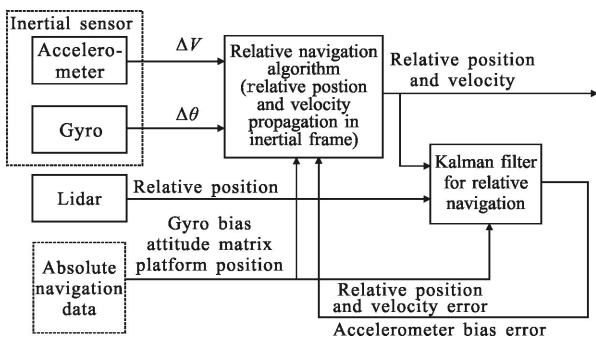 Inertial sensor
Accelero-
meter
ΔV
Gyro
Δθ
Relative navigation
algorithm
(relative postion
and velocity
propagation in
inertial frame)
Relative position
and velocity
Kalman filter
for relative
navigation
Lidar
Relative position
Gyro bias
attitude matrix
platform position
Absolute
navigation
data
Relative position
and velocity error
Accelerometer bias error